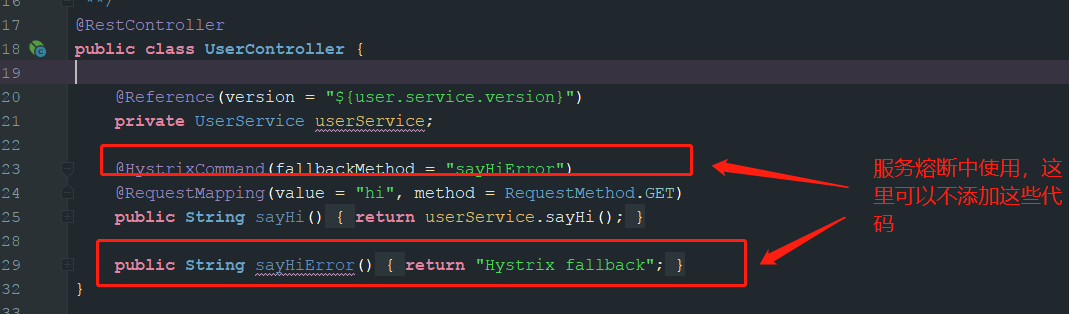 16 **/
17 @RestController
18 public class UserController {
19
20 @Reference(version = "${user.service.version}")
21 private UserService userService;
22
23 @HystrixCommand(fallbackMethod = "sayHiError")
24 @RequestMapping(value = "hi", method = RequestMethod.GET)
25 public String sayHi() { return userService.sayHi(); }
28
29 public String sayHiError() { return "Hystrix fallback"; }
32 }
33
服务熔断中使用，这
里可以不添加这些代
码